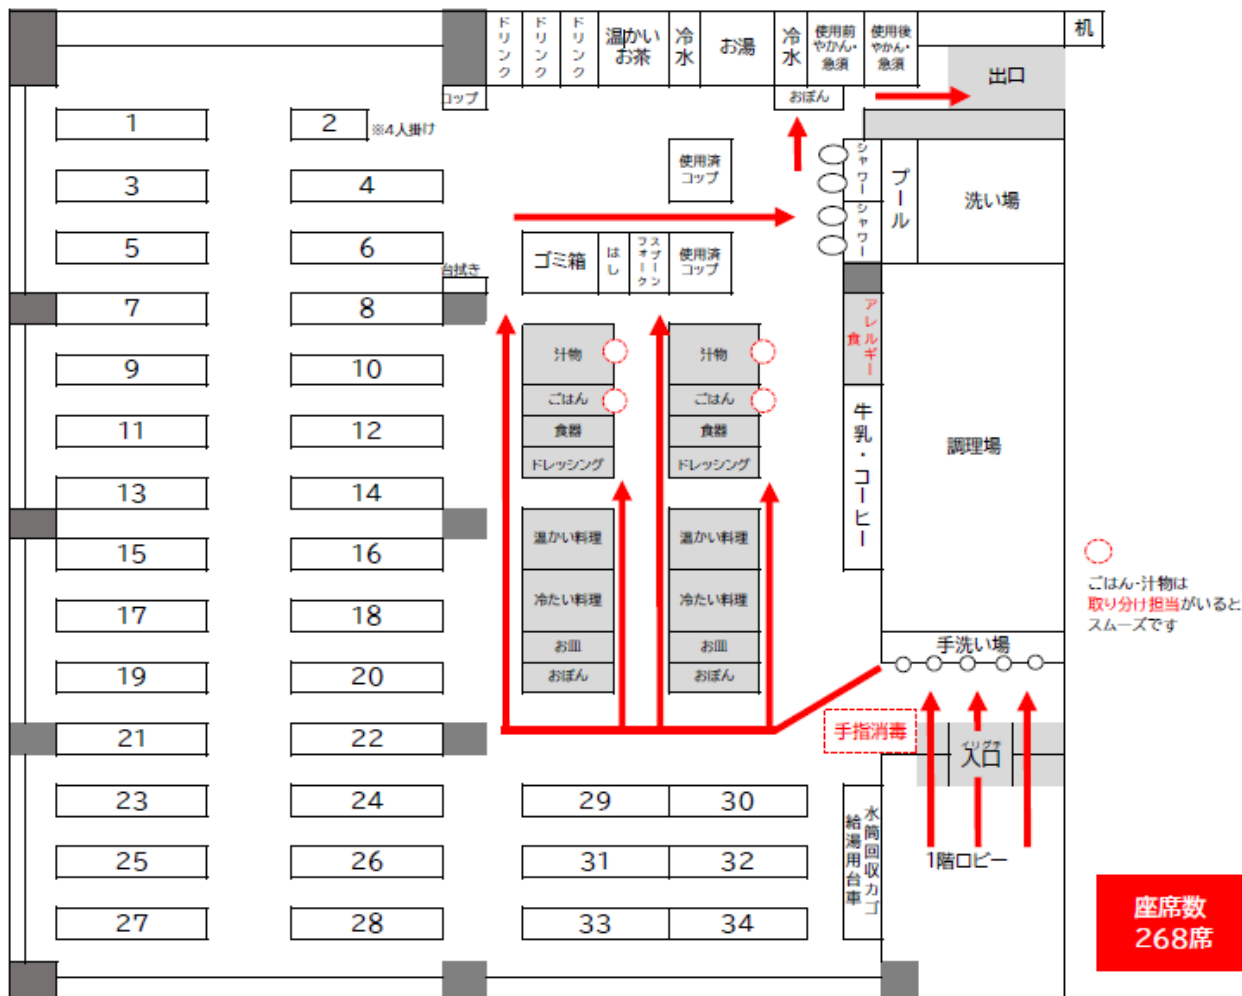 ドリンク
ドリンク
ドリンク
温かい
お茶
冷水
お湯
冷水
使用前
やかん・
急須
使用後
やかん・
急須
机
出口
コップ
おぼん
1
2
※4人掛け
3
4
5
6
台拭き
7
8
9
10
11
12
13
14
15
16
17
18
19
20
21
22
23
24
25
26
27
28
29
30
31
32
33
34
使用済
コップ
シャワー
シャワー
プール
洗い場
ゴミ箱
はし
スプーン
フォーク
使用済
コップ
汁物
ごはん
食器
ドレッシング
温かい料理
冷たい料理
お皿
おぼん
汁物
ごはん
食器
ドレッシング
温かい料理
冷たい料理
お皿
おぼん
アレルギー
食
牛乳・コーヒー
調理場
ごはん・汁物は
取り分け担当がいると
スムーズです
手洗い場
手指消毒
イリグチ
入口
1階ロビー
水筒回収カゴ
給湯用台車
座席数
268席